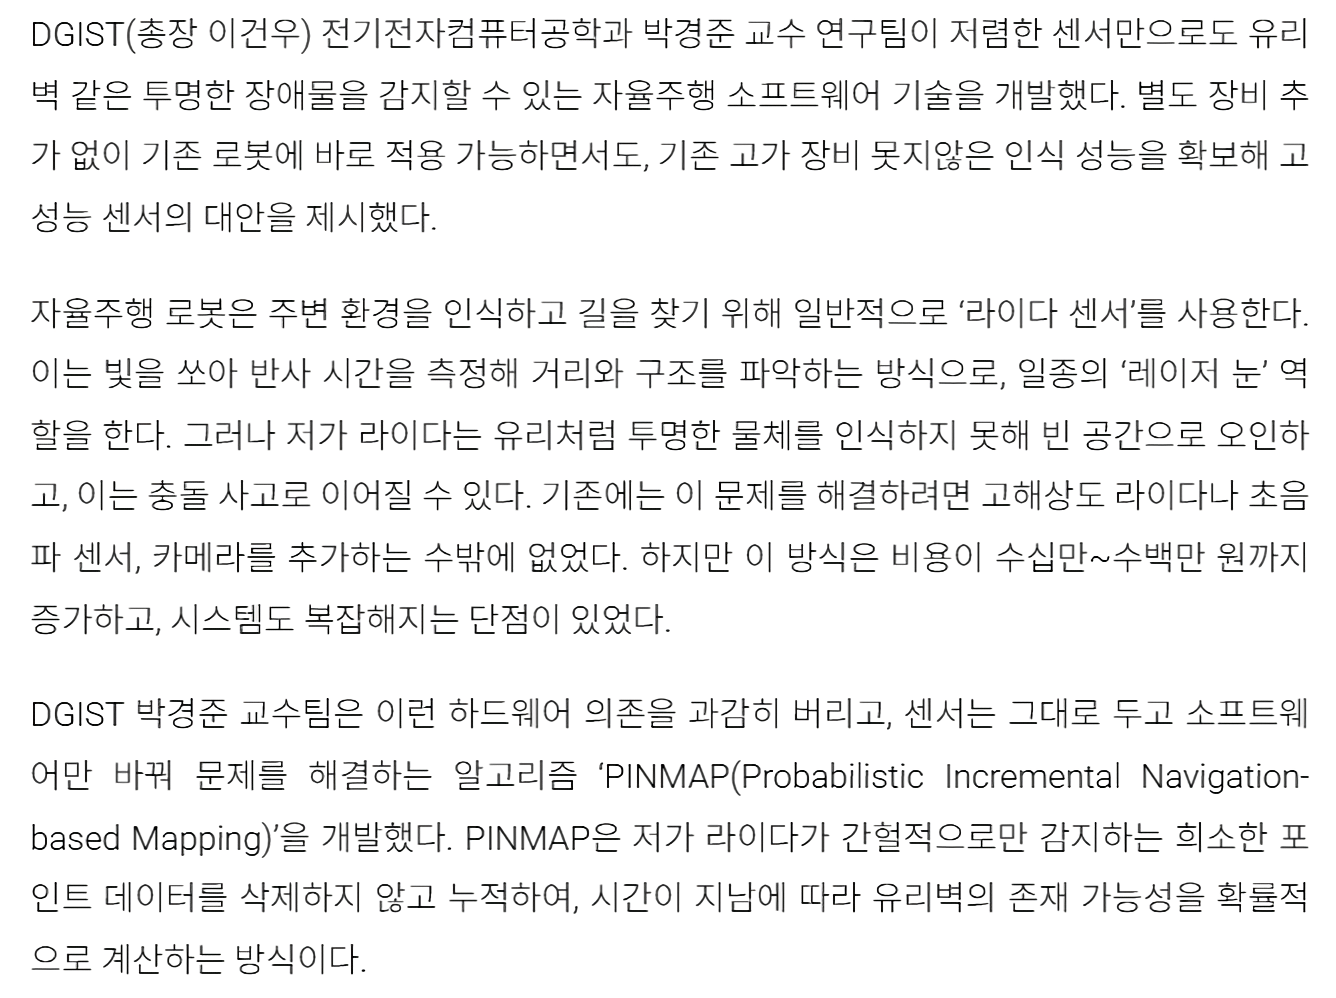 DGIST(총장 이건우) 전기전자컴퓨터공학과 박경준 교수 연구팀이 저렴한 센서만으로도 유리
벽 같은 투명한 장애물을 감지할 수 있는 자율주행 소프트웨어 기술을 개발했다. 별도 장비 추
가 없이 기존 로봇에 바로 적용 가능하면서도, 기존 고가 장비 못지않은 인식 성능을 확보해 고
성능 센서의 대안을 제시했다.
자율주행 로봇은 주변 환경을 인식하고 길을 찾기 위해 일반적으로 ‘라이다 센서’를 사용한다.
이는 빛을 쏘아 반사 시간을 측정해 거리와 구조를 파악하는 방식으로, 일종의 ‘레이저 눈’ 역
할을 한다. 그러나 저가 라이다는 유리처럼 투명한 물체를 인식하지 못해 빈 공간으로 오인하
고, 이는 충돌 사고로 이어질 수 있다. 기존에는 이 문제를 해결하려면 고해상도 라이다나 초음
파 센서, 카메라를 추가하는 수밖에 없었다. 하지만 이 방식은 비용이 수십만~수백만 원까지
증가하고, 시스템도 복잡해지는 단점이 있었다.
DGIST 박경준 교수팀은 이런 하드웨어 의존을 과감히 버리고, 센서는 그대로 두고 소프트웨
어만 바꿔 문제를 해결하는 알고리즘 ‘PINMAP(Probabilistic Incremental Navigation-
based Mapping)’을 개발했다. PINMAP은 저가 라이다가 간헐적으로만 감지하는 희소한 포
인트 데이터를 삭제하지 않고 누적하여, 시간이 지남에 따라 유리벽의 존재 가능성을 확률적
으로 계산하는 방식이다.